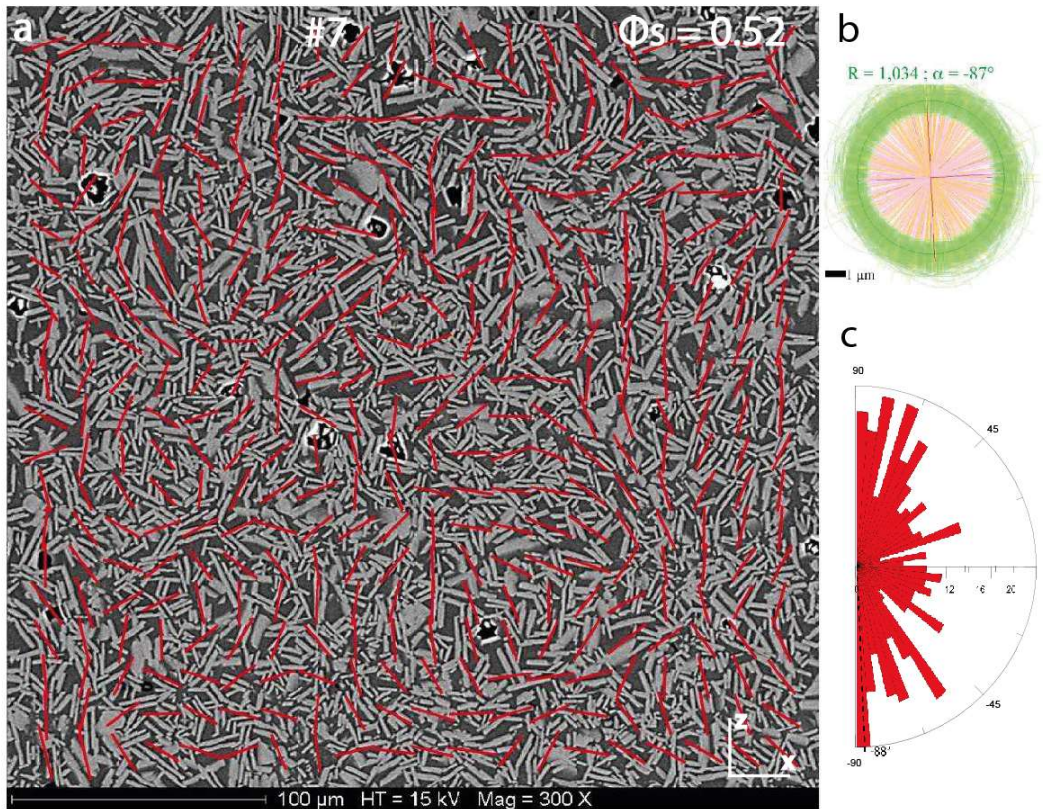 a #7 Φs = 0.52
z
x
100 µm HT = 15 kV Mag = 300 X
b
R = 1,034 : α = -87°
1 µm
c
90
45
0 12 16 20
-45
-88°
-90